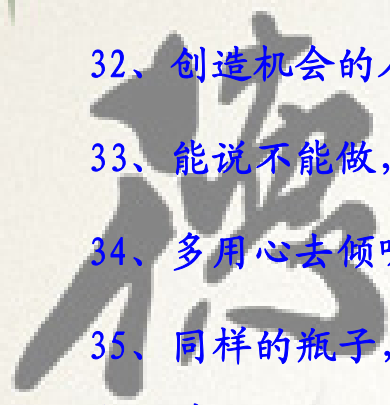 德
32、创造机会的
33、能说不能做，
34、多用心去倾
35、同样的瓶子，